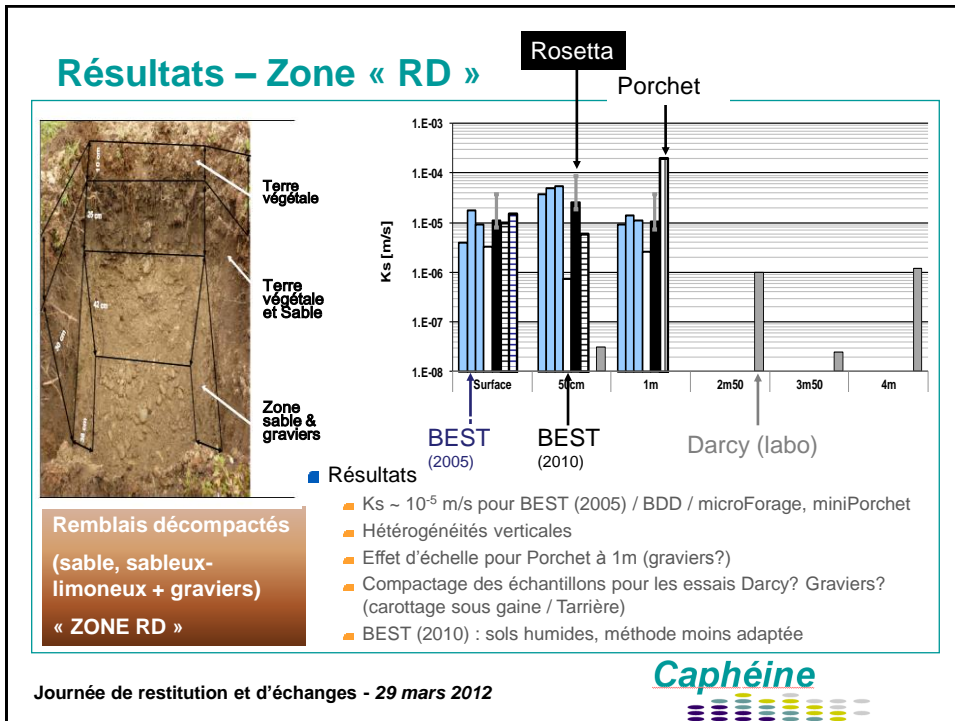 Résultats – Zone « RD »
Rosetta
Porchet
Terre
végétale
Terre
végétale
et Sable
Zone
sable &
graviers
35 cm
42 cm
Ks [m/s]
1.E-03
1.E-04
1.E-05
1.E-06
1.E-07
1.E-08
Surface
50cm
1m
2m50
3m50
4m
BEST
(2005)
BEST
(2010)
Darcy (labo)
Remblais décompactés
(sable, sableux-
limoneux + graviers)
« ZONE RD »
Résultats
Ks ~ 10⁻⁵ m/s pour BEST (2005) / BDD / microForage, miniPorchet
Hétérogénéités verticales
Effet d'échelle pour Porchet à 1m (graviers?)
Compactage des échantillons pour les essais Darcy? Graviers?
(carottage sous gaine / Tarrière)
BEST (2010) : sols humides, méthode moins adaptée
Journée de restitution et d'échanges - 29 mars 2012
Caphéine